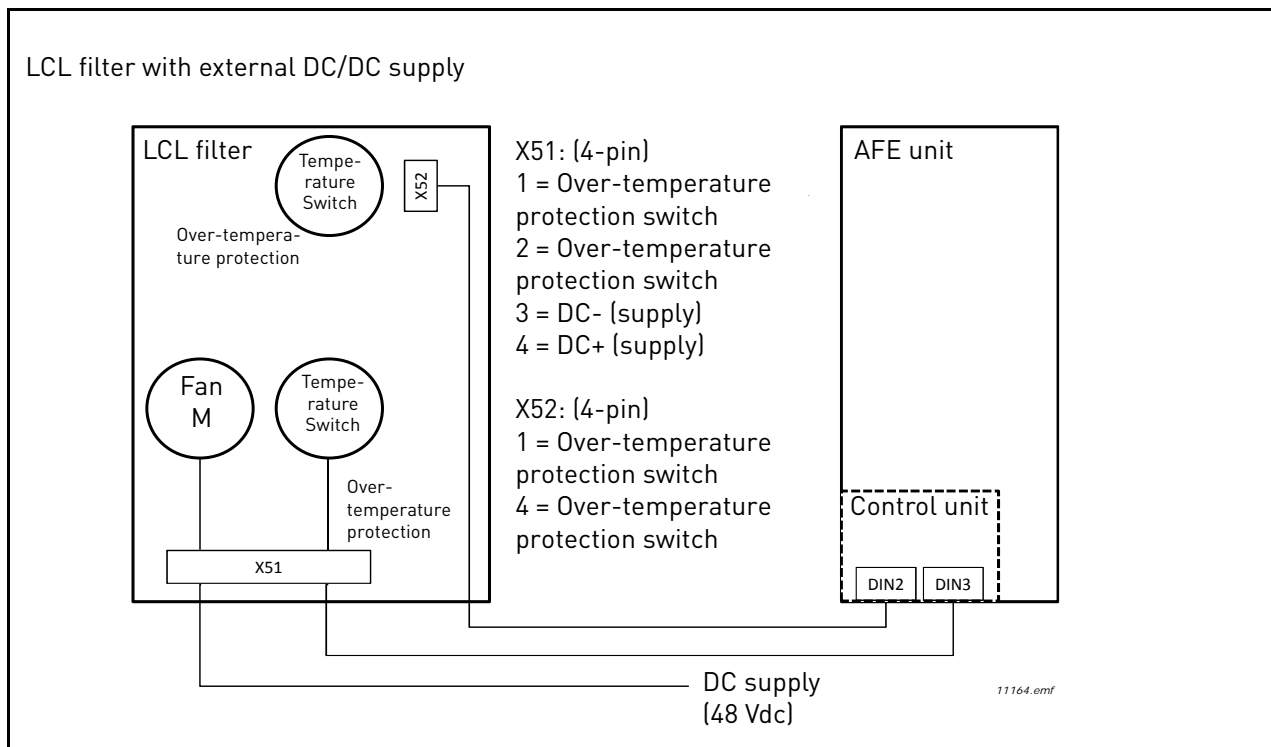 LCL filter with external DC/DC supply
LCL filter
Tempe-
rature
Switch
X52
Over-tempera-
ture protection
Fan
M
Tempe-
rature
Switch
Over-
temperature
protection
X51
X51: (4-pin)
1 = Over-temperature
protection switch
2 = Over-temperature
protection switch
3 = DC- (supply)
4 = DC+ (supply)
X52: (4-pin)
1 = Over-temperature
protection switch
4 = Over-temperature
protection switch
AFE unit
Control unit
DIN2
DIN3
DC supply
(48 Vdc)
11164.emf